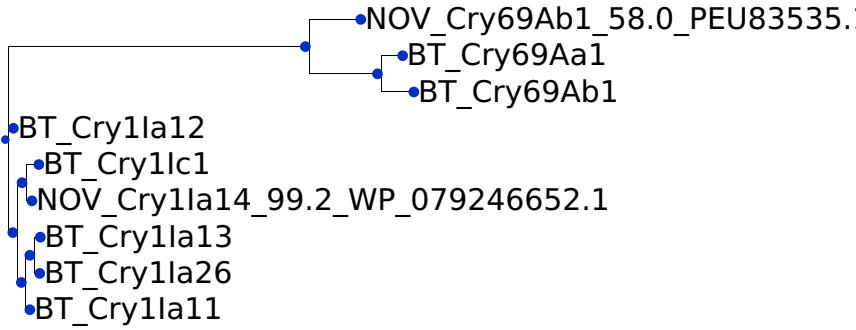 NOV_Cry69Ab1_58.0_PEU83535.
BT_Cry69Aa1
BT_Cry69Ab1
BT_Cry1Ia12
BT_Cry1Ic1
NOV_Cry1Ia14_99.2_WP_079246652.1
BT_Cry1Ia13
BT_Cry1Ia26
BT_Cry1Ia11